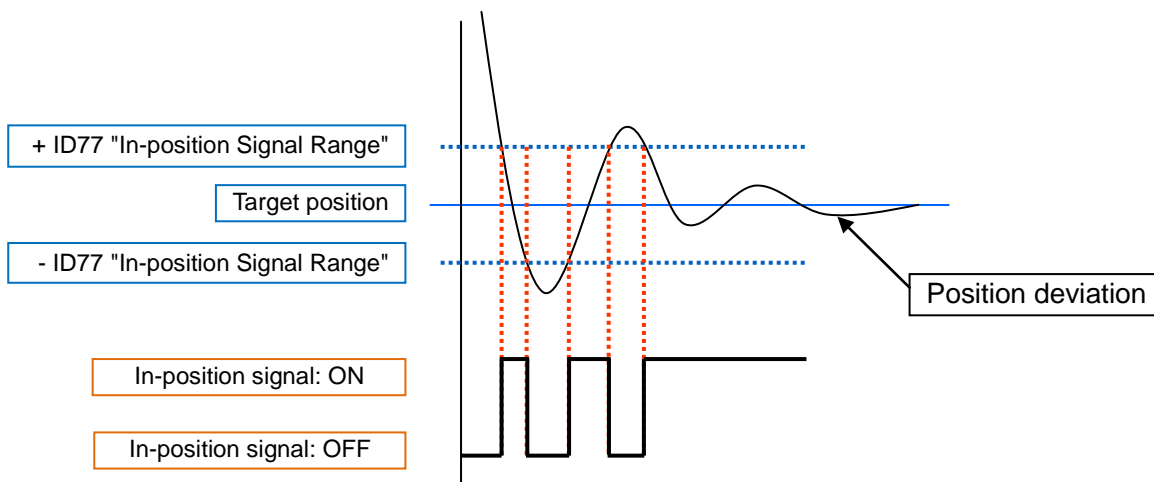 + ID77 "In-position Signal Range"
Target position
- ID77 "In-position Signal Range"
Position deviation
In-position signal: ON
In-position signal: OFF